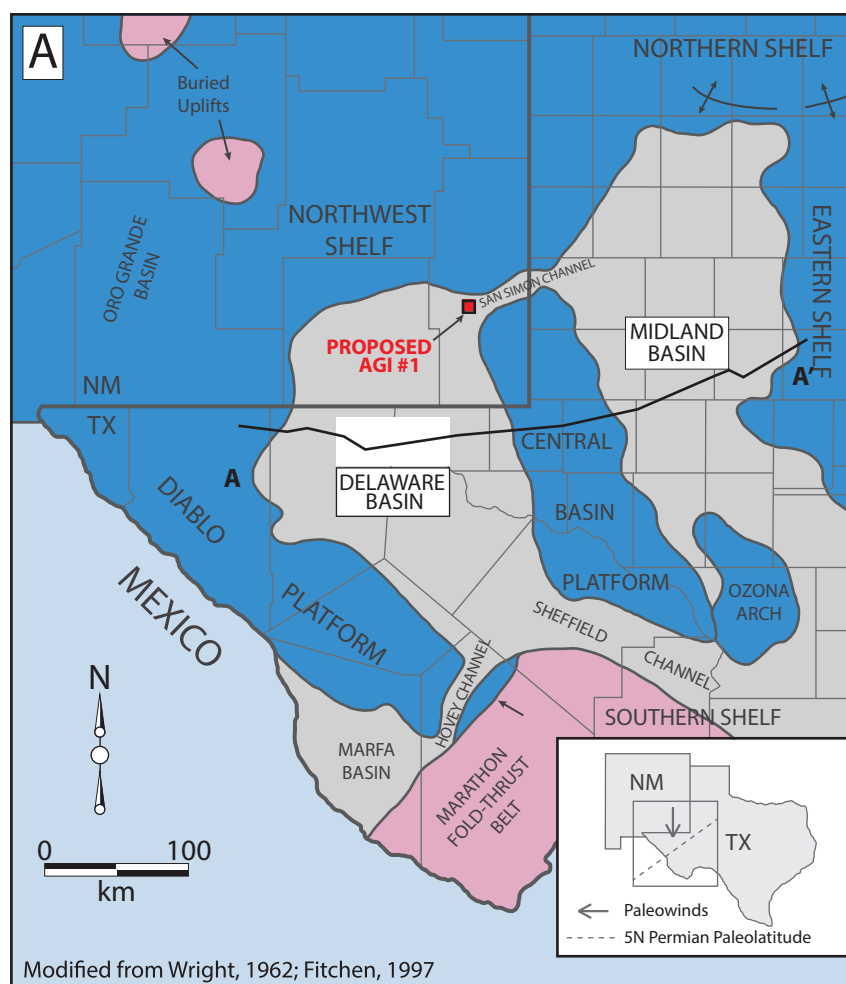 A
Buried
Uplifts
NORTHERN SHELF
NORTHWEST
SHELF
ORO GRANDE
BASIN
EASTERN SHELF
SAN SIMON CHANNEL
PROPOSED
AGI #1
MIDLAND
BASIN
A'
NM
TX
A
DELAWARE
BASIN
CENTRAL
BASIN
PLATFORM
DIABLO
PLATFORM
OZONA
ARCH
MEXICO
SHEFFIELD
CHANNEL
HOVEY CHANNEL
SOUTHERN SHELF
MARFA
BASIN
MARATHON
FOLD-THRUST
BELT
N
0 100
km
NM
TX
Paleowinds
5N Permian Paleolatitude
Modified from Wright, 1962; Fitchen, 1997